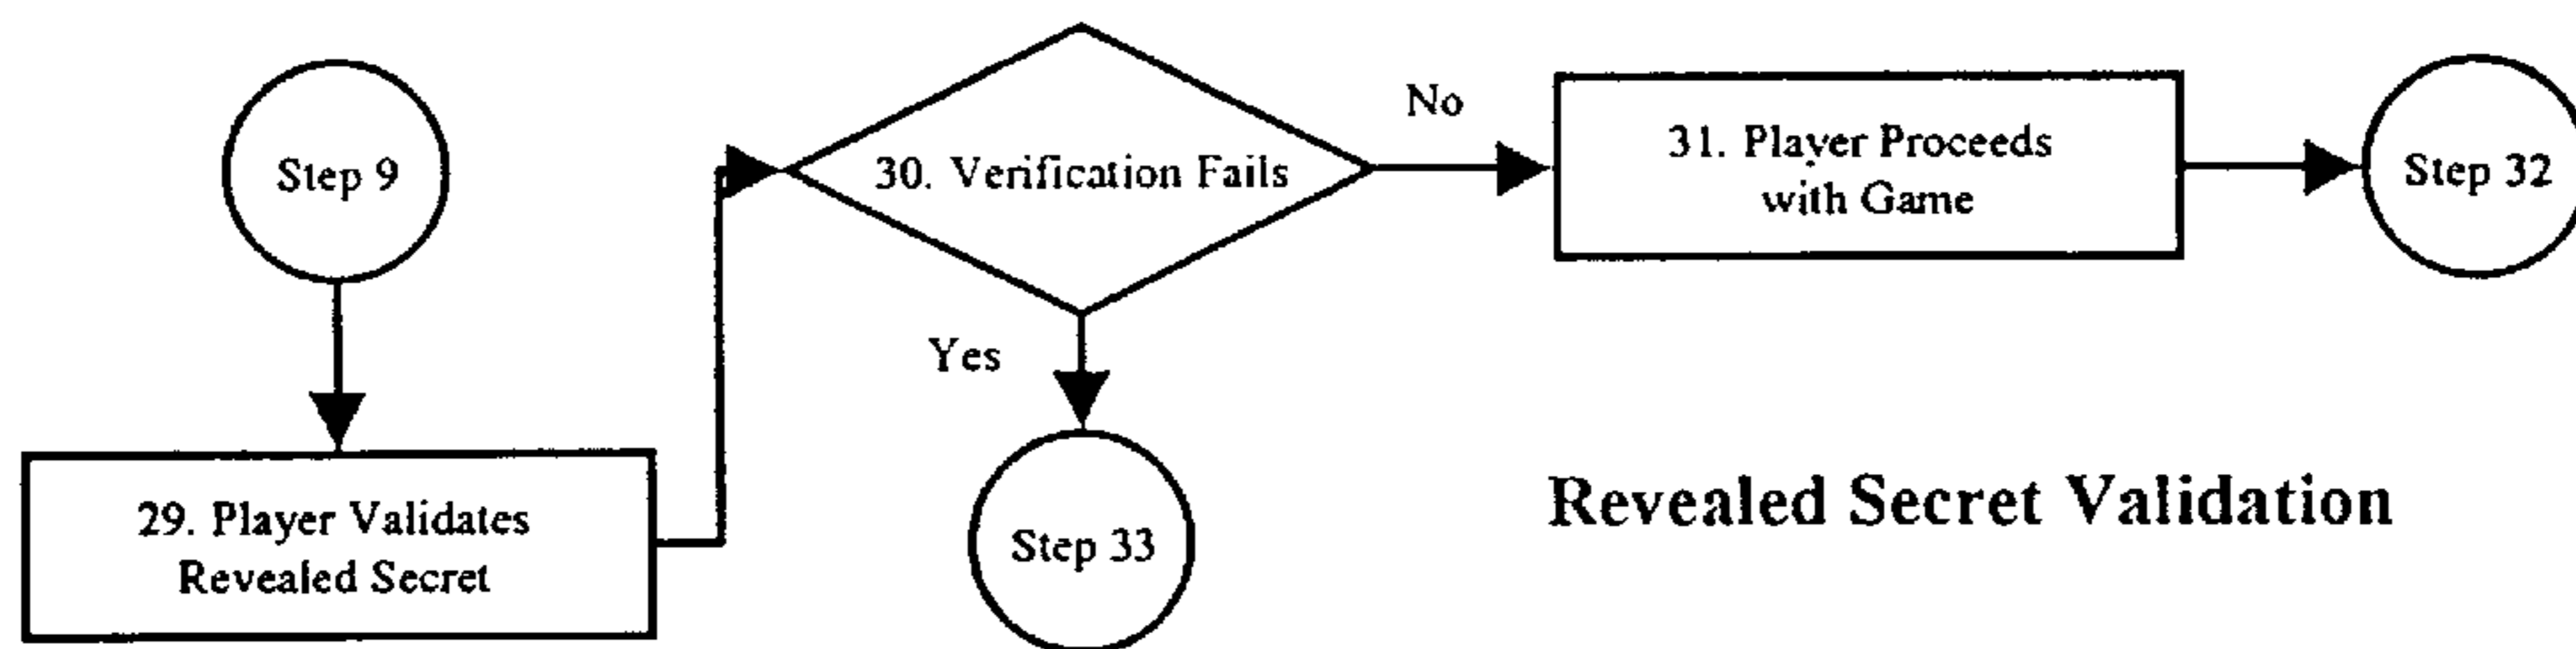 Step 9
29. Player Validates
Revealed Secret
30. Verification Fails
No
Yes
31. Player Proceeds
with Game
Step 32
Step 33
Revealed Secret Validation